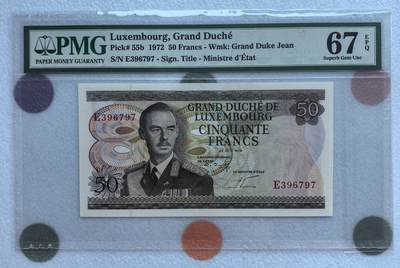 PMG
PAPER MONEY GUARANTY
Luxembourg, Grand Duché
Pick# 55b 1972 50 Francs - Wmk: Grand Duke Jean
S/N E396797 - Sign. Title - Ministre d'État
67 EPQ
Superb Gem Unc
50
GRAND-DUCHÉ DE
LUXEMBOURG
E396797
CINQUANTE
FRANCS
50
E396797